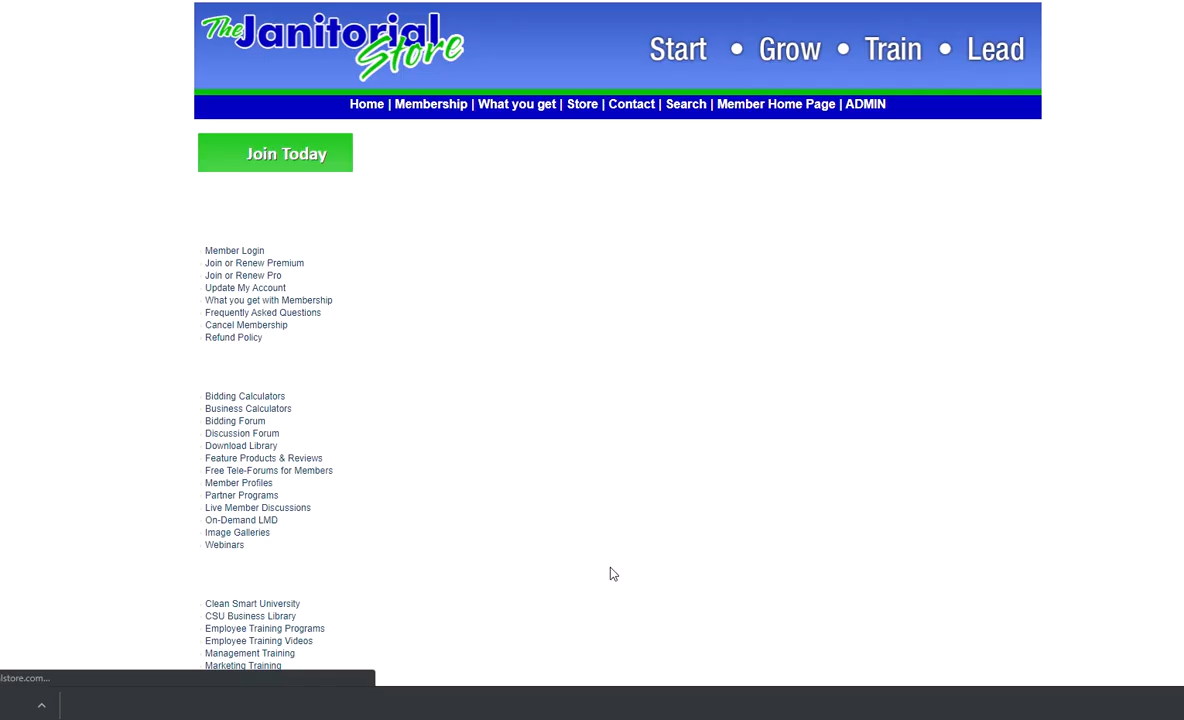 The Janitorial Store
Start • Grow • Train • Lead
Home | Membership | What you get | Store | Contact | Search | Member Home Page | ADMIN
Join Today
Member Login
Join or Renew Premium
Join or Renew Pro
Update My Account
What you get with Membership
Frequently Asked Questions
Cancel Membership
Refund Policy
Bidding Calculators
Business Calculators
Bidding Forum
Discussion Forum
Download Library
Feature Products & Reviews
Free Tele-Forums for Members
Member Profiles
Partner Programs
Live Member Discussions
On-Demand LMD
Image Galleries
Webinars
Clean Smart University
CSU Business Library
Employee Training Programs
Employee Training Videos
Management Training
Marketing Training
lstore.com...